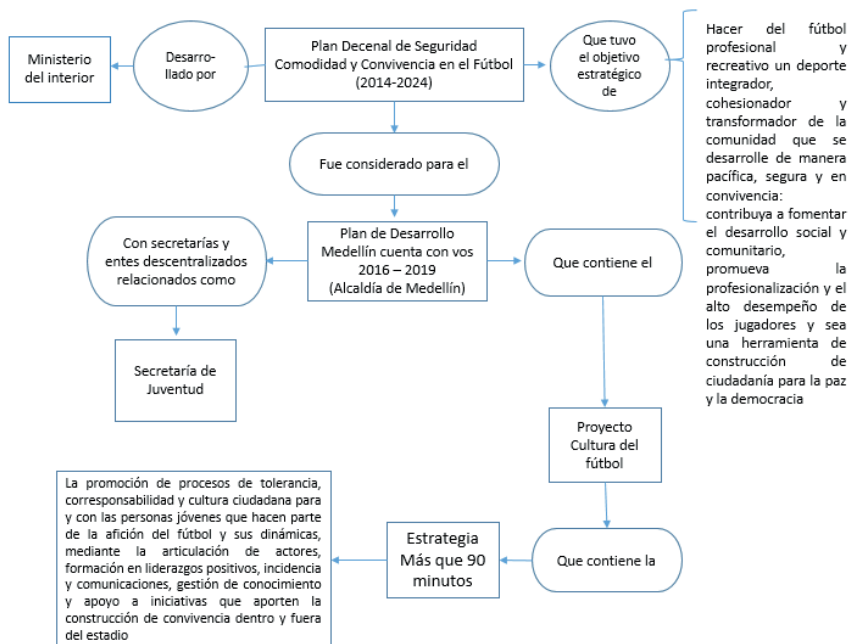 Ministerio
del interior
Desarro-
llado por
Plan Decenal de Seguridad
Comodidad y Convivencia en el Fútbol
(2014-2024)
Que tuvo
el objetivo
estratégico
de
Hacer del fútbol
profesional y
recreativo un deporte
integrador,
cohesionador y
transformador de la
comunidad que se
desarrolle de manera
pacífica, segura y en
convivencia:
contribuya a fomentar
el desarrollo social y
comunitario,
promueva la
profesionalización y el
alto desempeño de
los jugadores y sea
una herramienta de
construcción de
ciudadanía para la paz
y la democracia
Fue considerado para el
Con secretarías y
entes descentralizados
relacionados como
Plan de Desarrollo
Medellín cuenta con vos
2016 – 2019
(Alcaldía de Medellín)
Que contiene el
Secretaría de
Juventud
Proyecto
Cultura del
fútbol
La promoción de procesos de tolerancia,
corresponsabilidad y cultura ciudadana para
y con las personas jóvenes que hacen parte
de la afición del fútbol y sus dinámicas,
mediante la articulación de actores,
formación en liderazgos positivos, incidencia
y comunicaciones, gestión de conocimiento
y apoyo a iniciativas que aporten la
construcción de convivencia dentro y fuera
del estadio
Estrategia
Más que 90
minutos
Que contiene la